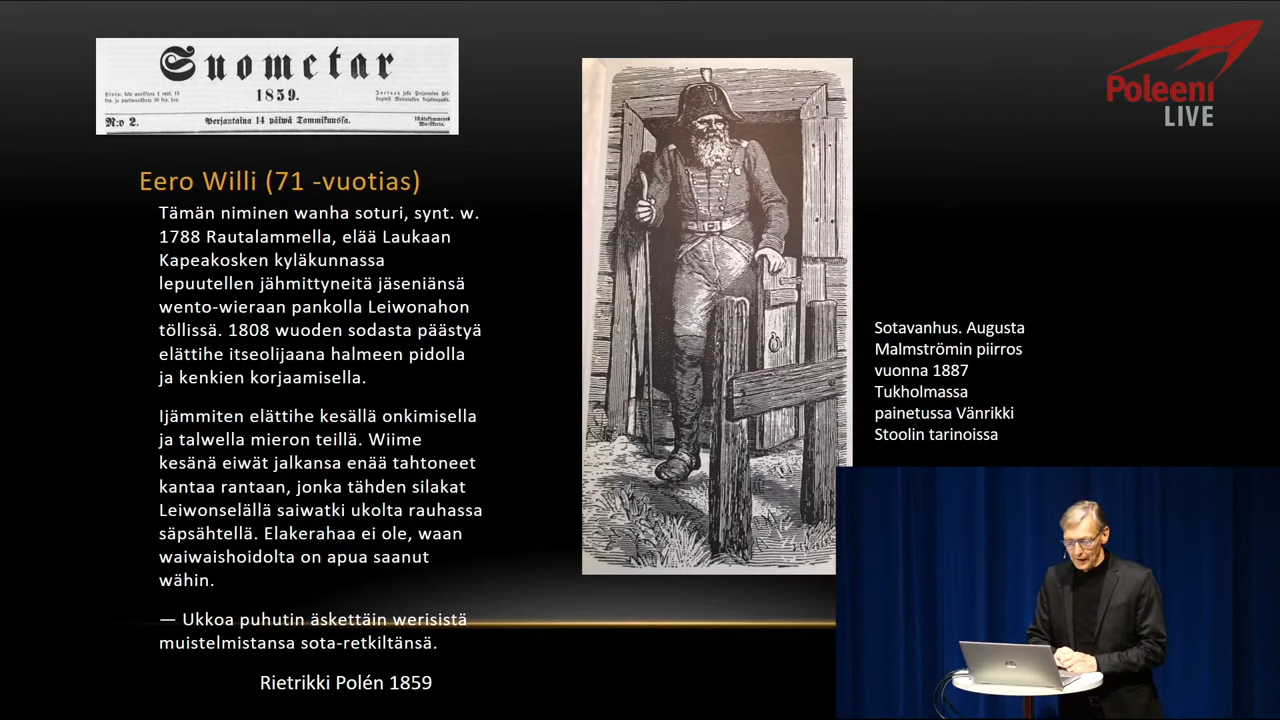 Suometar
1859.
N:o 2.
Perjantaina 14 päiwä Tammikuussa.
Poleeni
LIVE
Eero Willi (71 -vuotias)
Tämän niminen wanha soturi, synt. w.
1788 Rautalammella, elää Laukaan
Kapeakosken kyläkunnassa
lepuutellen jähmittyneitä jäseniänsä
wento-wieraan pankolla Leiwonahon
töllissä. 1808 wuoden sodasta päästyä
elättihe itseolijaana halmeen pidolla
ja kenkien korjaamisella.
Ijämmiten elättihe kesällä onkimisella
ja talwella mieron teillä. Wiime
kesänä eiwät jalkansa enää tahtoneet
kantaa rantaan, jonka tähden silakat
Leiwonselällä saiwatki ukolta rauhassa
säpsähtellä. Elakerahaa ei ole, waan
waiwaishoidolta on apua saanut
wähin.
— Ukkoa puhutin äskettäin werisistä
muistelmistansa sota-retkiltänsä.
Rietrikki Polén 1859
Sotavanhus. Augusta
Malmströmin piirros
vuonna 1887
Tukholmassa
painetussa Vänrikki
Stoolin tarinoissa